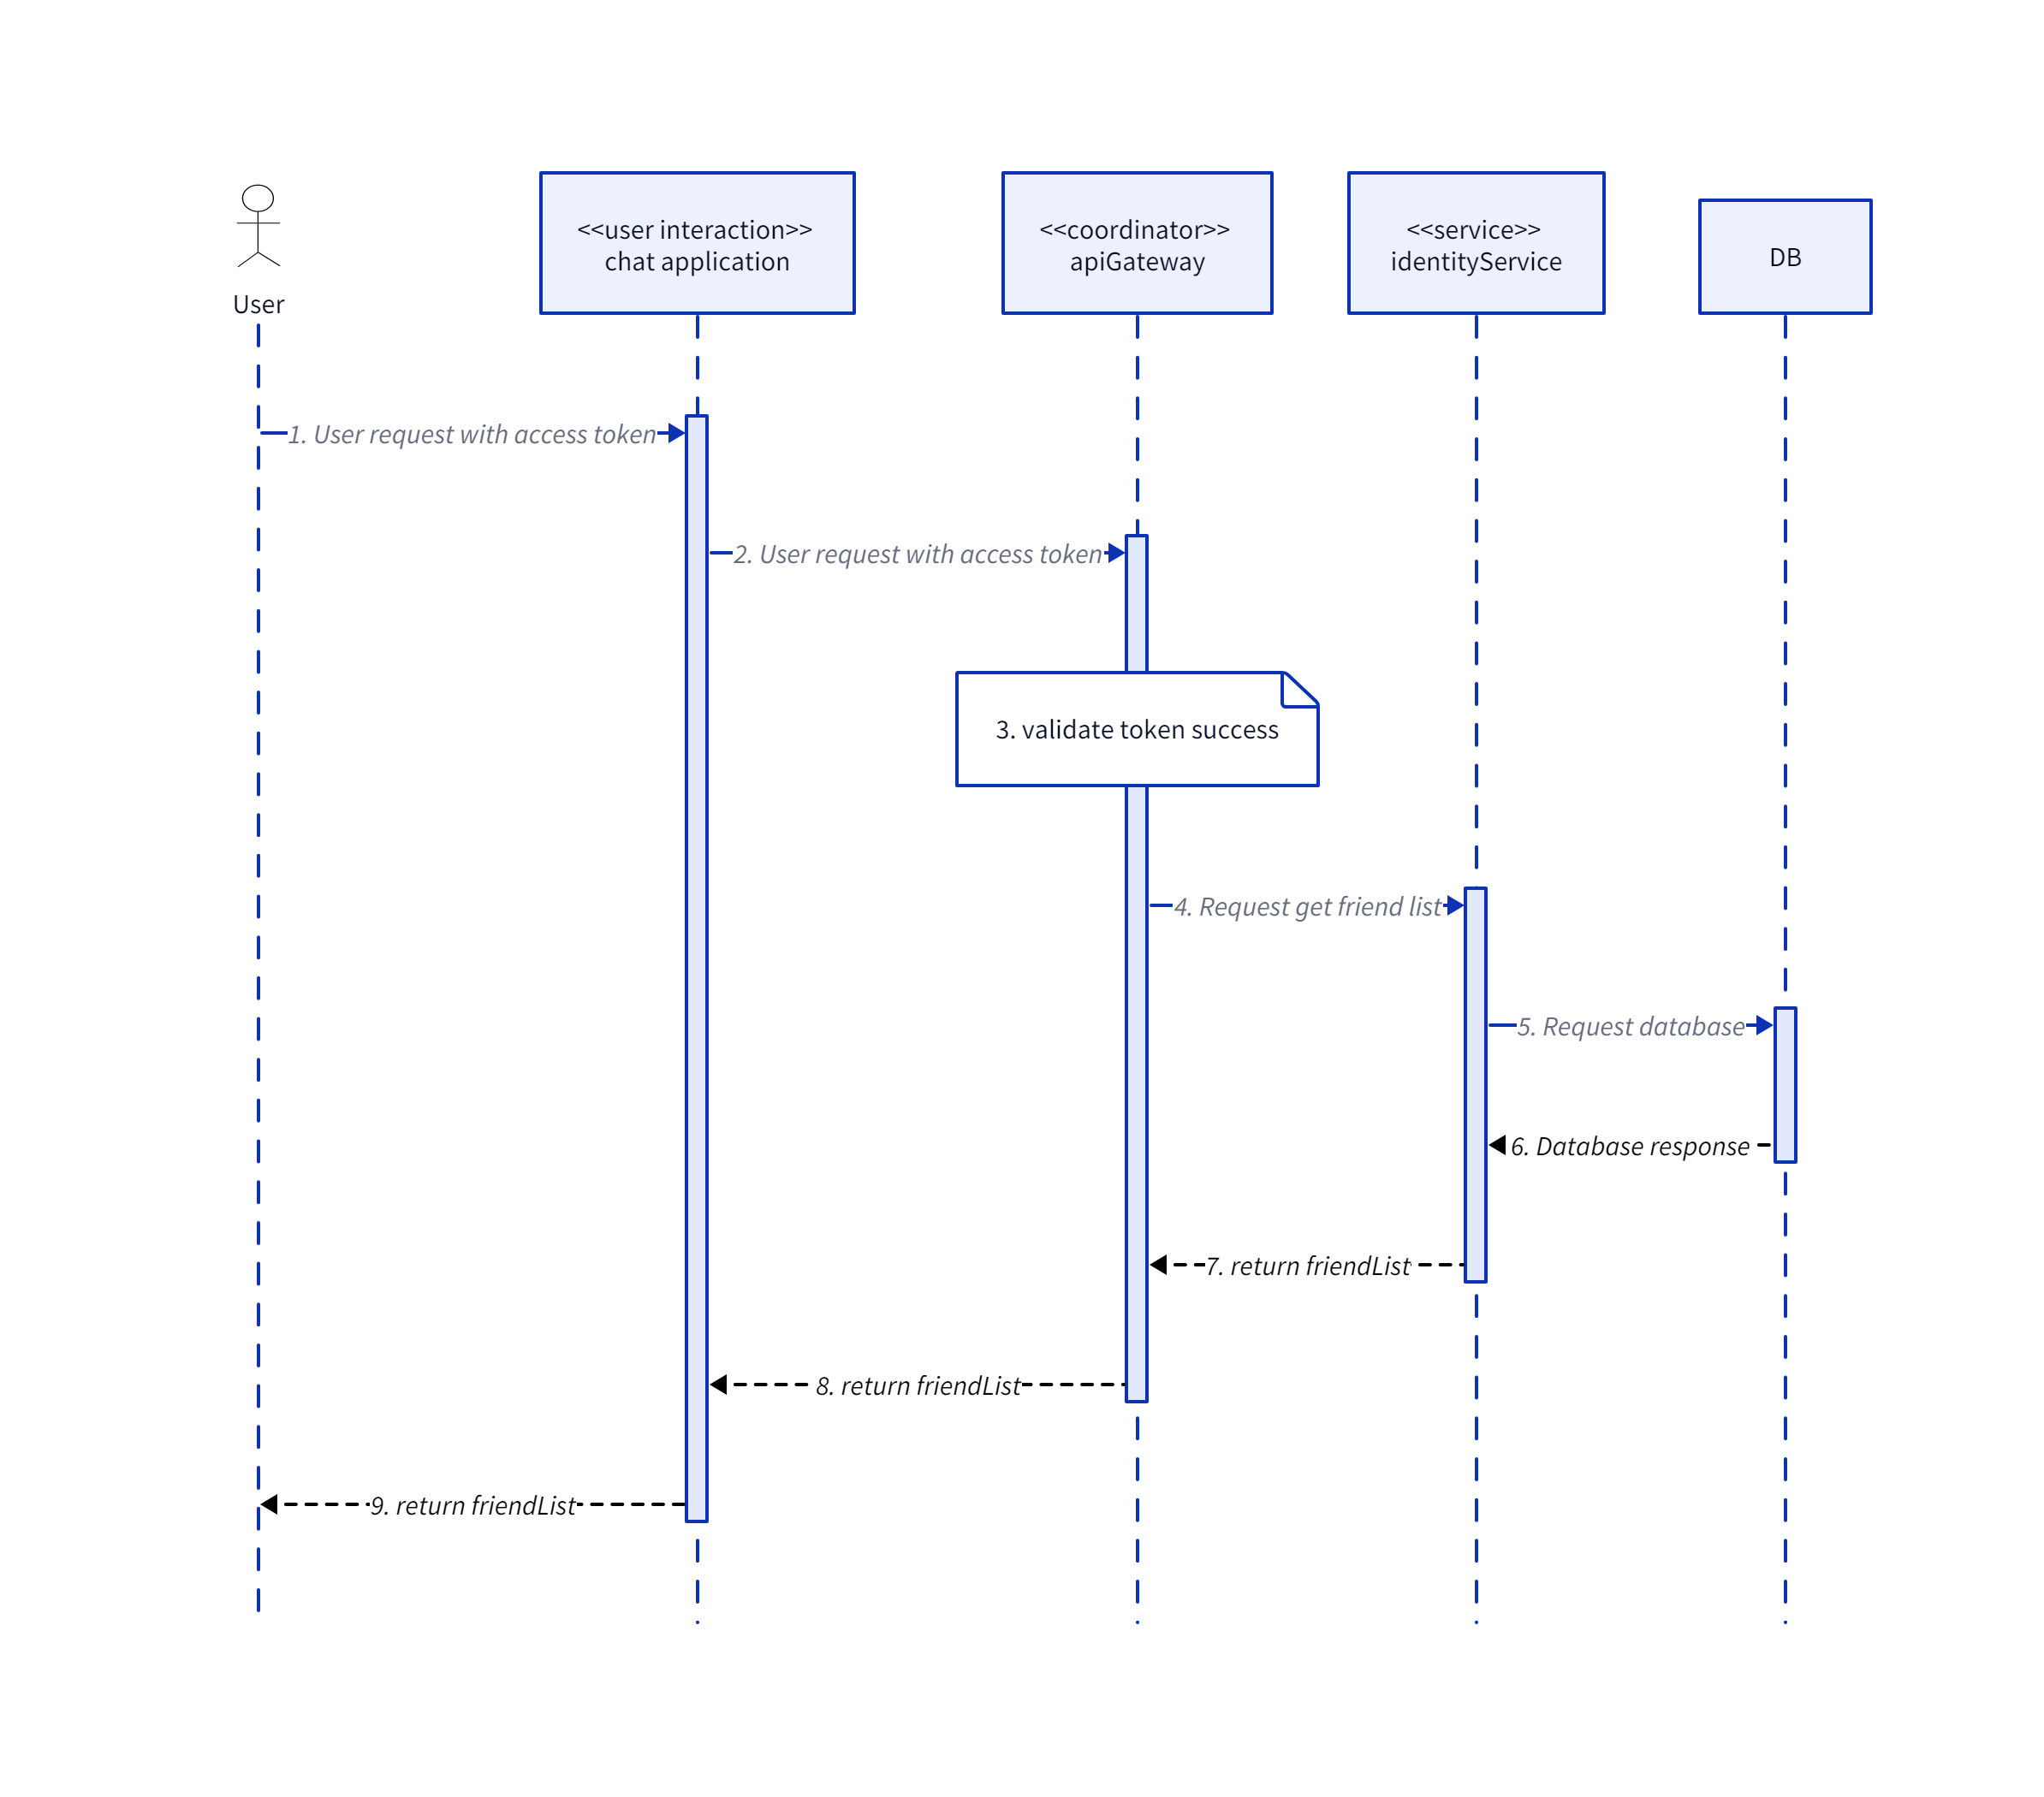 <<user interaction>>
chat application
<<coordinator>>
apiGateway
<<service>>
identityService
DB
User
1. User request with access token
2. User request with access token
3. validate token success
4. Request get friend list
5. Request database
6. Database response
7. return friendList
8. return friendList
9. return friendList